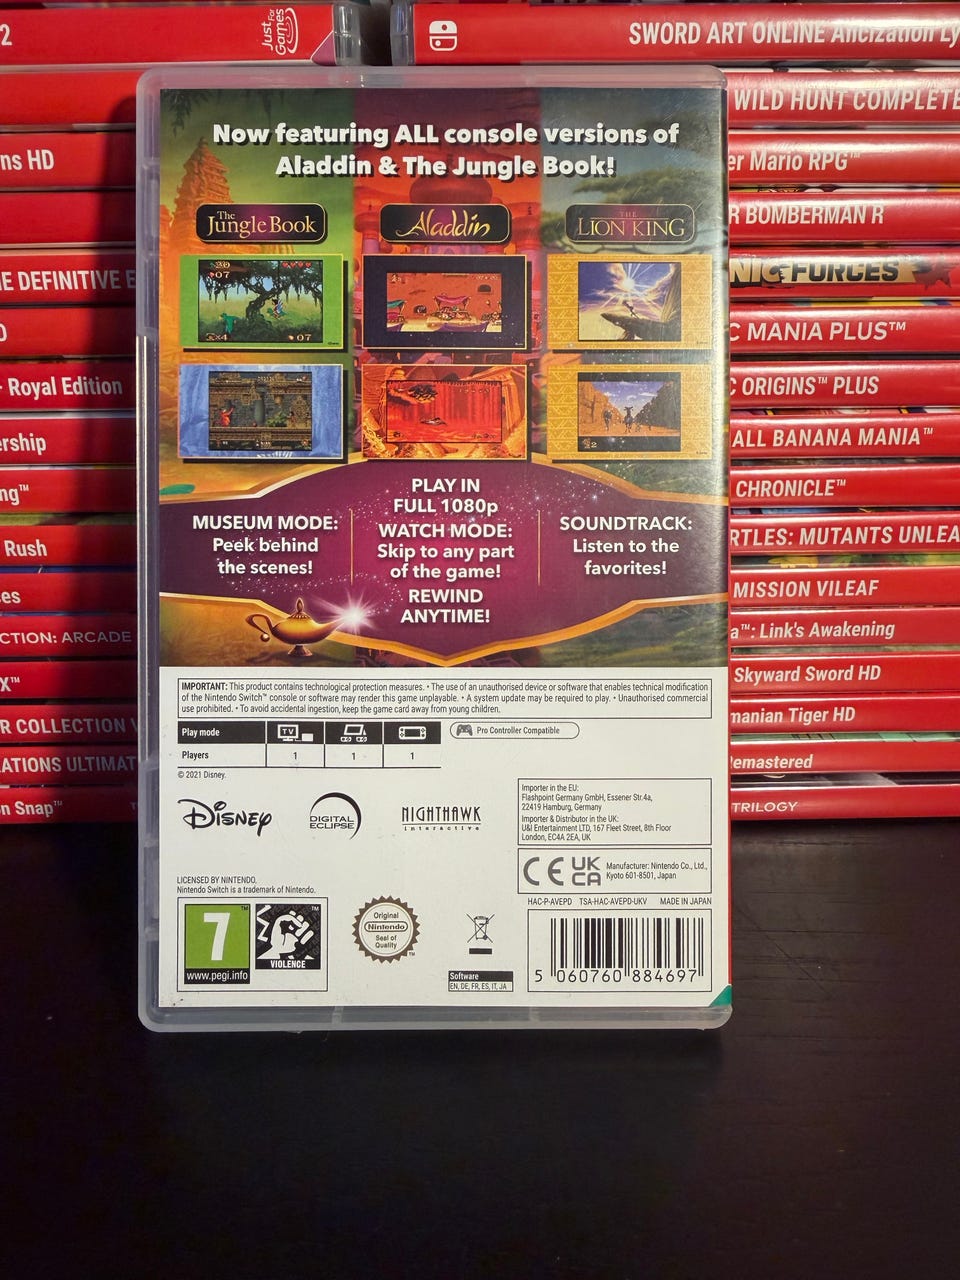 2
Just For Games
SWORD ART ONLINE Alicization Ly
WILD HUNT COMPLETE
ns HD
er Mario RPG™
R BOMBERMAN R
E DEFINITIVE E
NIC FORCES
C MANIA PLUS™
Royal Edition
C ORIGINS™ PLUS
ership
ALL BANANA MANIA™
ng™
CHRONICLE™
Rush
RTLES: MUTANTS UNLEA
es
MISSION VILEAF
CTION: ARCADE
a™: Link's Awakening
X™
Skyward Sword HD
R COLLECTION V
manian Tiger HD
ATIONS ULTIMAT
Remastered
n Snap™
TRILOGY
Now featuring ALL console versions of
Aladdin & The Jungle Book!
The Jungle Book
Aladdin
THE LION KING
PLAY IN
FULL 1080p
MUSEUM MODE:
Peek behind
the scenes!
WATCH MODE:
Skip to any part
of the game!
REWIND
ANYTIME!
SOUNDTRACK:
Listen to the
favorites!
IMPORTANT: This product contains technological protection measures. • The use of an unauthorised device or software that enables technical modification
of the Nintendo Switch™ console or software may render this game unplayable. • A system update may be required to play. • Unauthorised commercial
use prohibited. • To avoid accidental ingestion, keep the game card away from young children.
Play mode TV
Players 1 1 1
Pro Controller Compatible
© 2021 Disney.
Disney
DIGITAL
ECLIPSE
NIGHTHAWK
interactive
Importer in the EU:
Flashpoint Germany GmbH, Essener Str.4a,
22419 Hamburg, Germany
Importer & Distributor in the UK:
U&I Entertainment LTD, 167 Fleet Street, 8th Floor
London, EC4A 2EA, UK
CE UK CA
Manufacturer: Nintendo Co., Ltd.,
Kyoto 601-8501, Japan
LICENSED BY NINTENDO.
Nintendo Switch is a trademark of Nintendo.
HAC-P-AVEPD TSA-HAC-AVEPD-UKV MADE IN JAPAN
7
www.pegi.info
VIOLENCE
Original
Nintendo
Seal of
Quality
Software
EN, DE, FR, ES, IT, JA
5 060760 884697